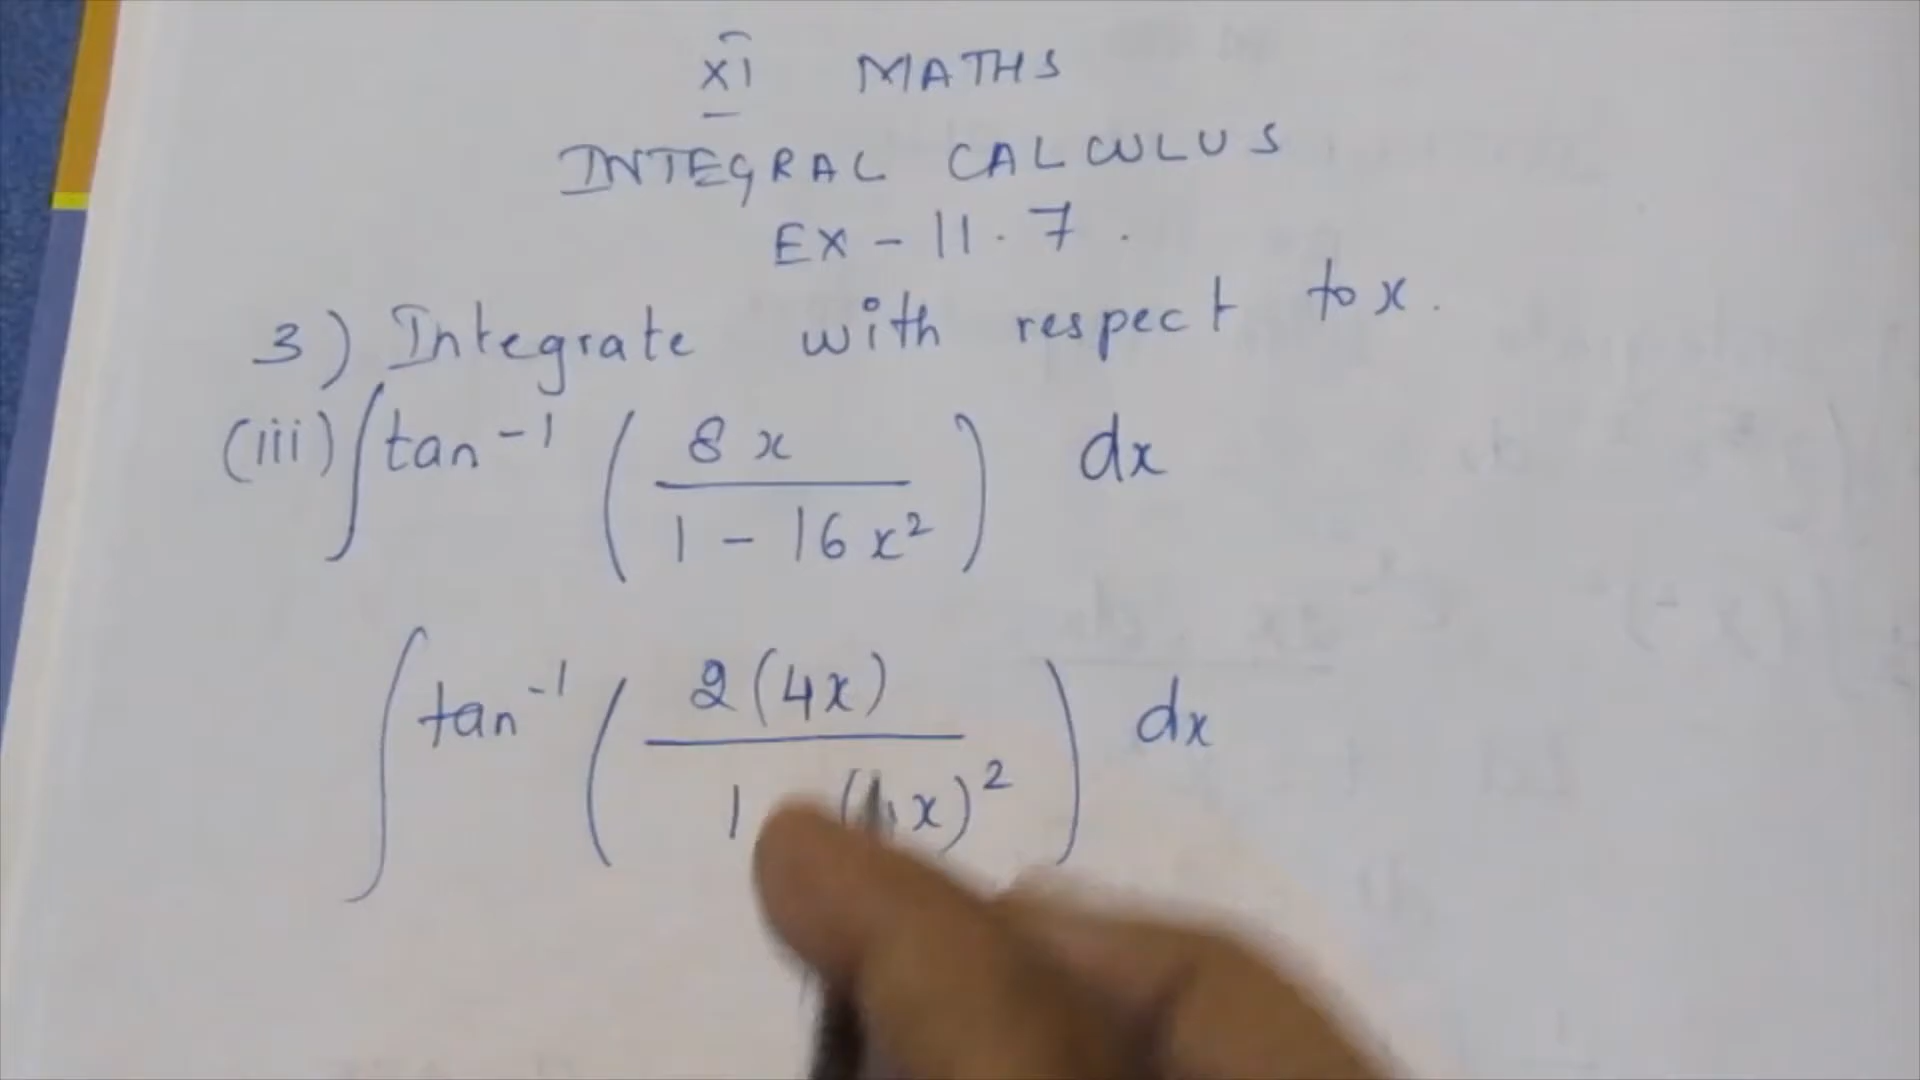 XI MATHS
INTEGRAL CALCULUS
EX - 11.7.
3) Integrate with respect to x.
(iii) ∫ tan⁻¹ ( 8x / 1 - 16x² ) dx
∫ tan⁻¹ ( 2(4x) / 1 (4x)² ) dx